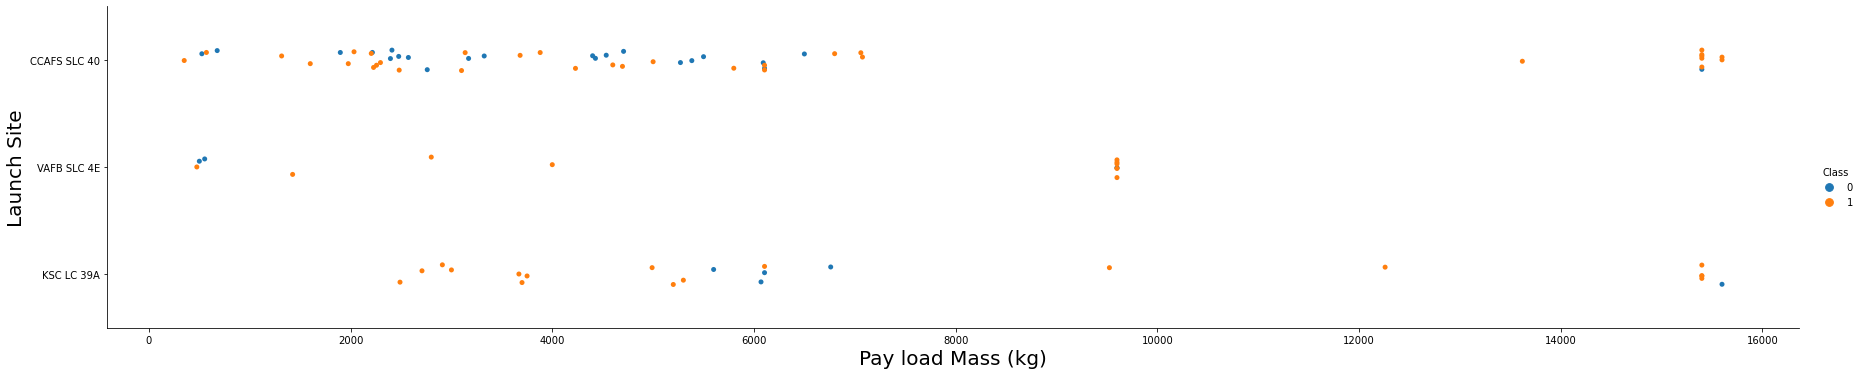 Launch Site
CCAFS SLC 40
VAFB SLC 4E
KSC LC 39A
0
2000
4000
6000
8000
10000
12000
14000
16000
Pay load Mass (kg)
Class
0
1